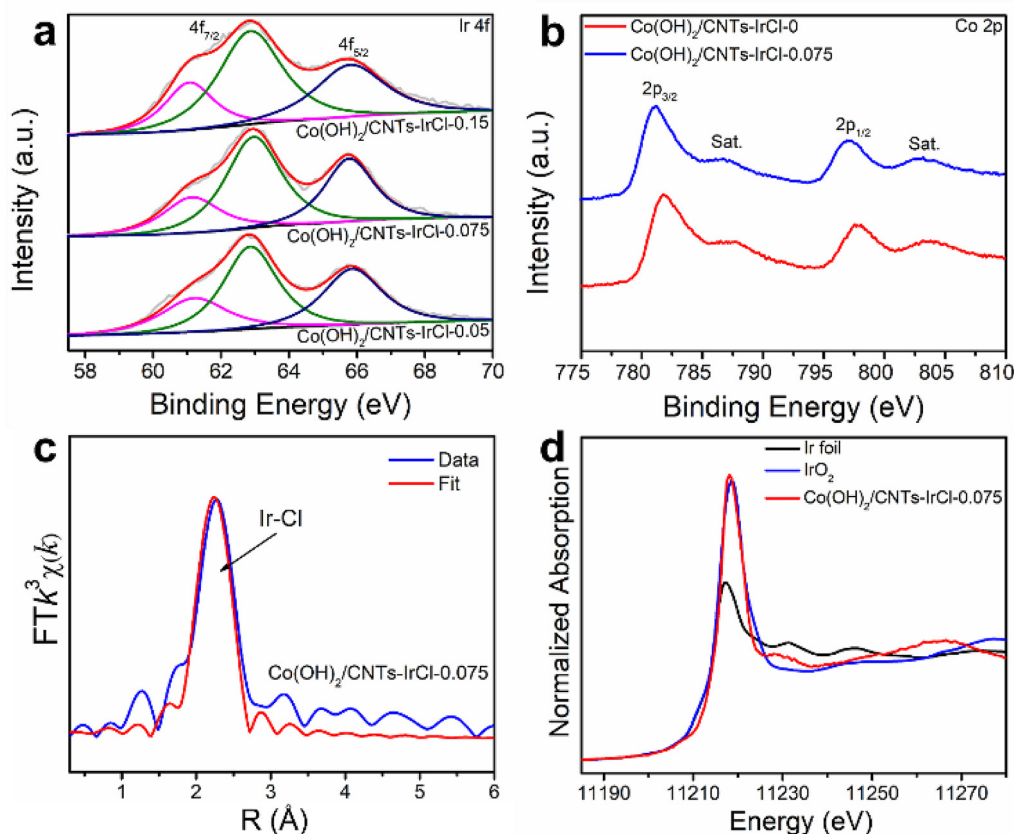 a
Ir 4f
4f7/2
4f5/2
Co(OH)2/CNTs-IrCl-0.15
Co(OH)2/CNTs-IrCl-0.075
Co(OH)2/CNTs-IrCl-0.05
Intensity (a.u.)
58 60 62 64 66 68 70
Binding Energy (eV)
b
Co(OH)2/CNTs-IrCl-0
Co(OH)2/CNTs-IrCl-0.075
Co 2p
2p3/2
Sat.
2p1/2
Sat.
Intensity (a.u.)
775 780 785 790 795 800 805 810
Binding Energy (eV)
c
Data
Fit
Ir-Cl
Co(OH)2/CNTs-IrCl-0.075
FTk3χ(k)
1 2 3 4 5 6
R (Å)
d
Ir foil
IrO2
Co(OH)2/CNTs-IrCl-0.075
Normalized Absorption
11190 11210 11230 11250 11270
Energy (eV)